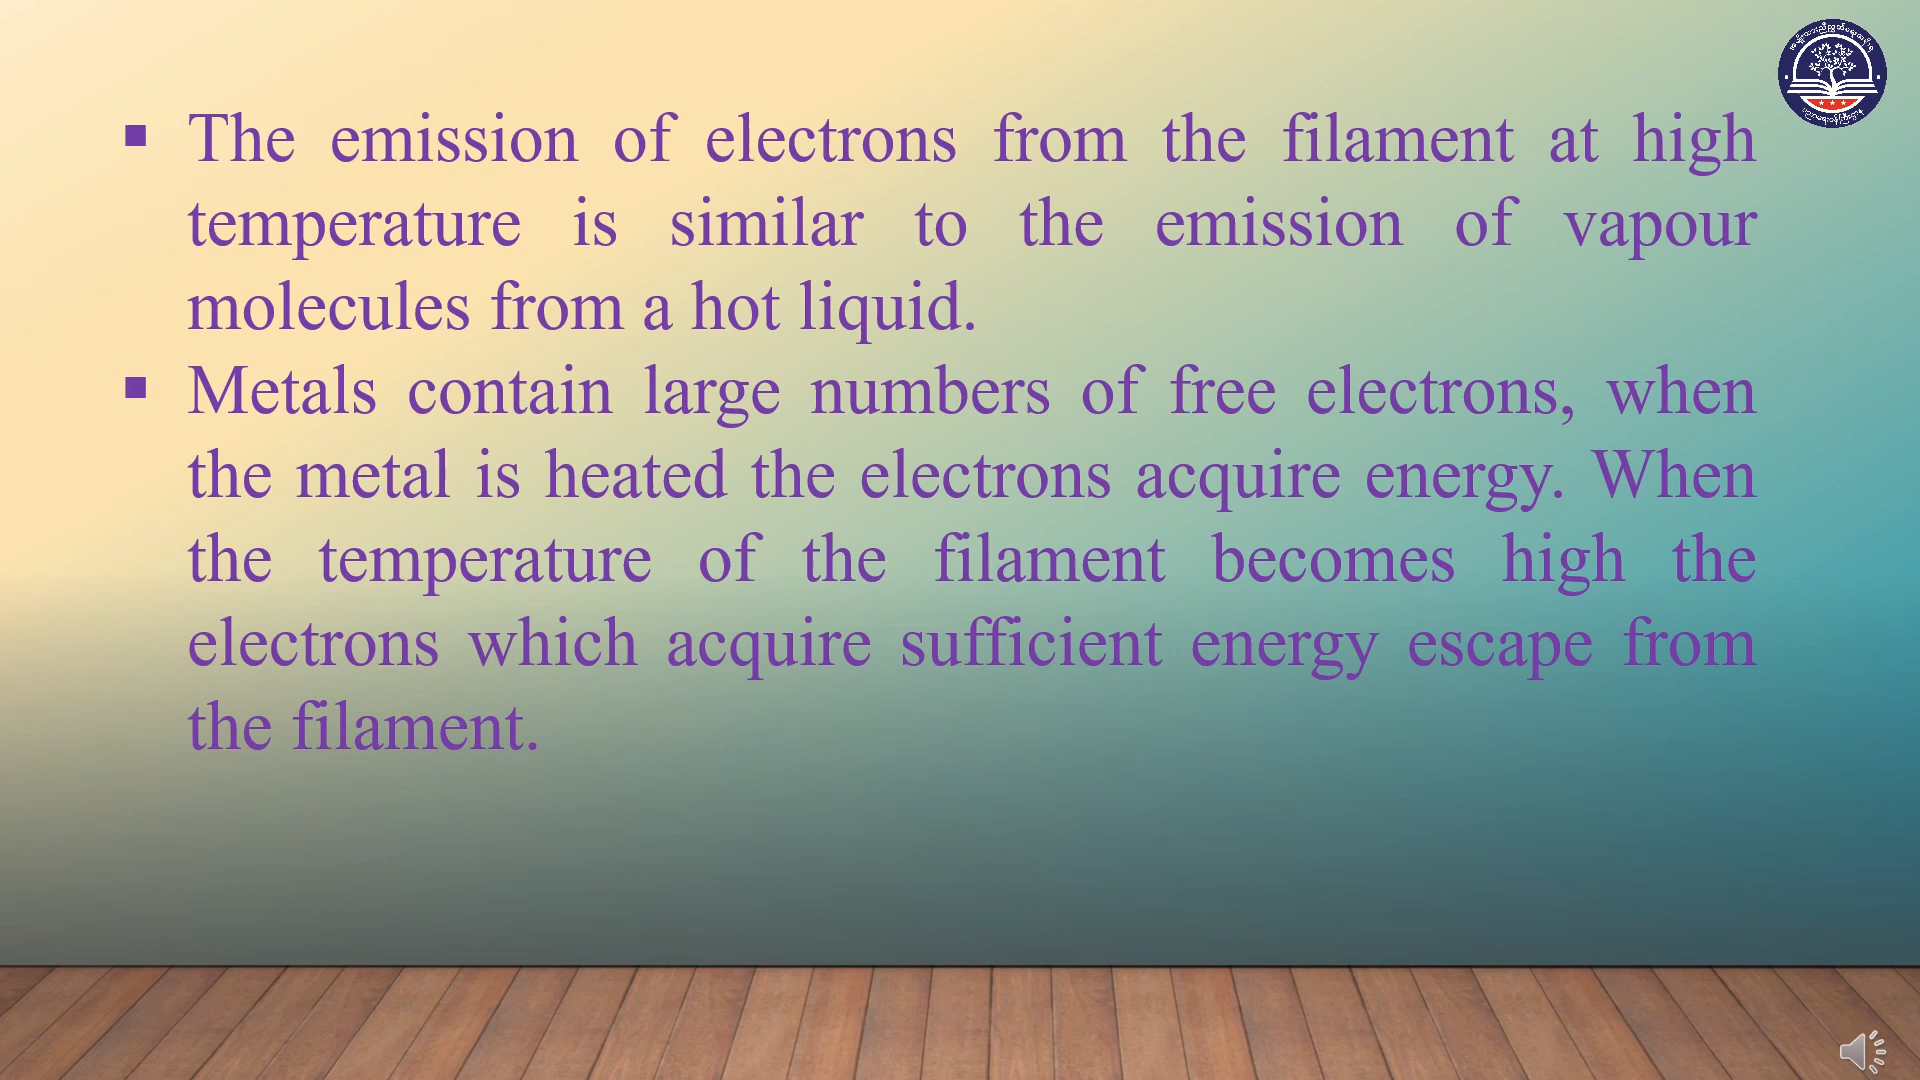 ▪ The emission of electrons from the filament at high
temperature is similar to the emission of vapour
molecules from a hot liquid.
▪ Metals contain large numbers of free electrons, when
the metal is heated the electrons acquire energy. When
the temperature of the filament becomes high the
electrons which acquire sufficient energy escape from
the filament.